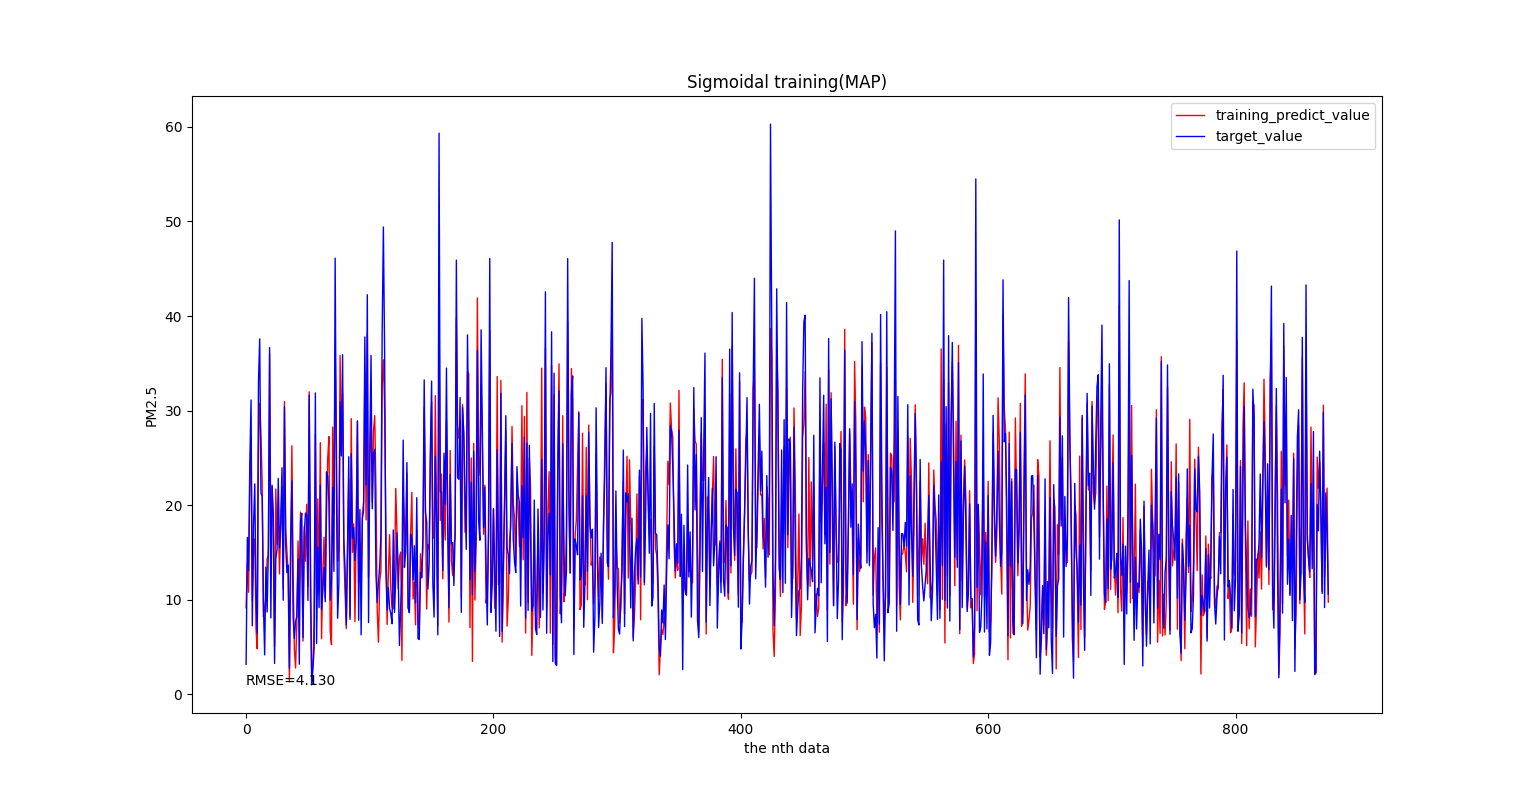 Sigmoidal training(MAP)
training_predict_value
target_value
60
50
40
30
20
10
0
PM2.5
RMSE=4.130
0
200
400
600
800
the nth data